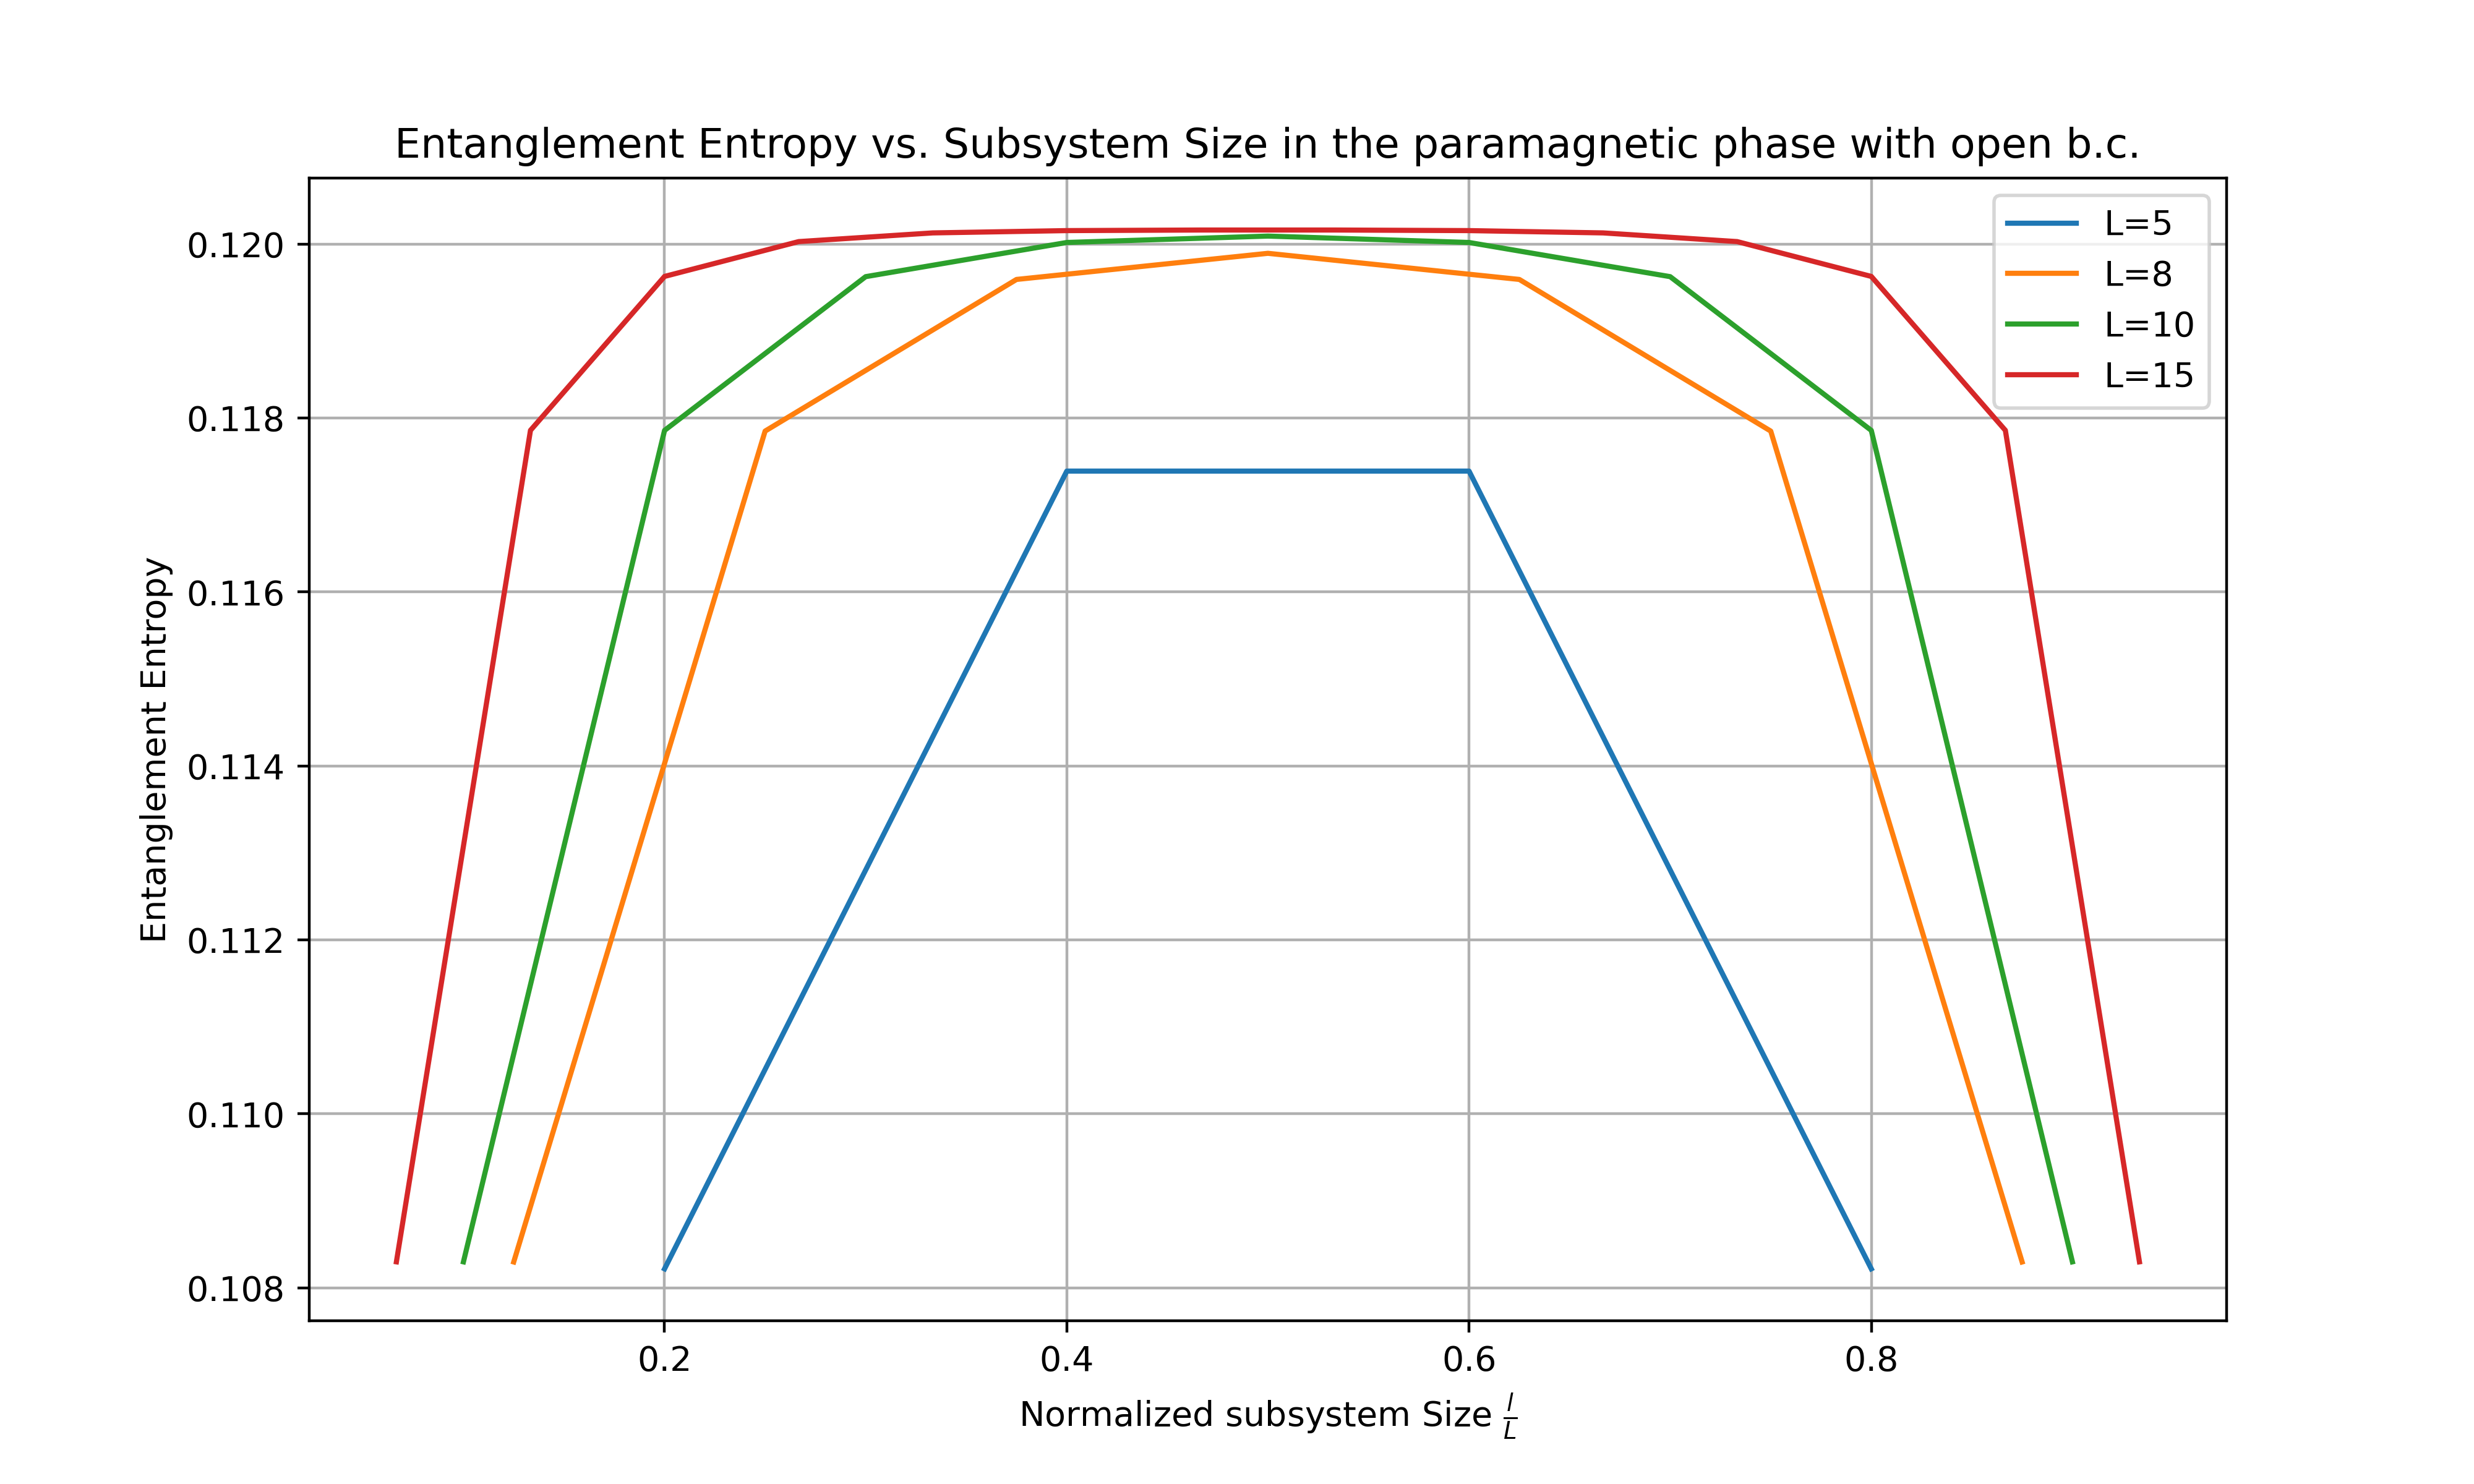 Entanglement Entropy vs. Subsystem Size in the paramagnetic phase with open b.c.
L=5
L=8
L=10
L=15
0.120
0.118
0.116
0.114
0.112
0.110
0.108
Entanglement Entropy
0.2 0.4 0.6 0.8
Normalized subsystem Size l/L